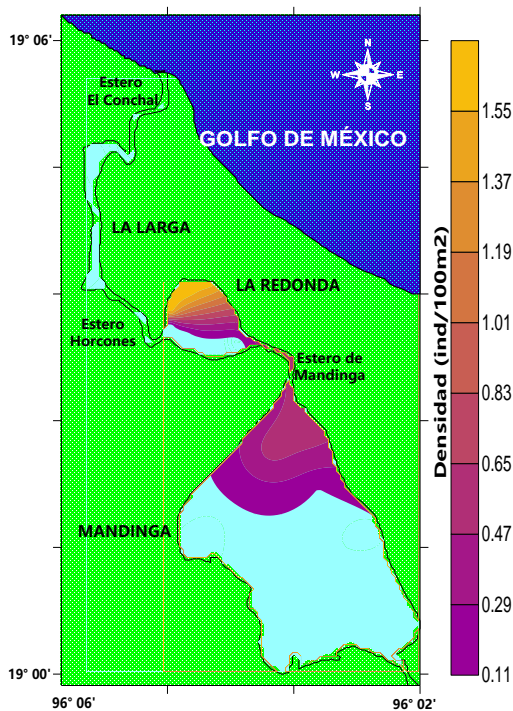 19° 06'
N
W E
S
Estero
El Conchal
GOLFO DE MÉXICO
LA LARGA
LA REDONDA
Estero
Horcones
Estero de
Mandinga
MANDINGA
19° 00'
96° 06'
96° 02'
Densidad (ind/100m2)
1.55
1.37
1.19
1.01
0.83
0.65
0.47
0.29
0.11